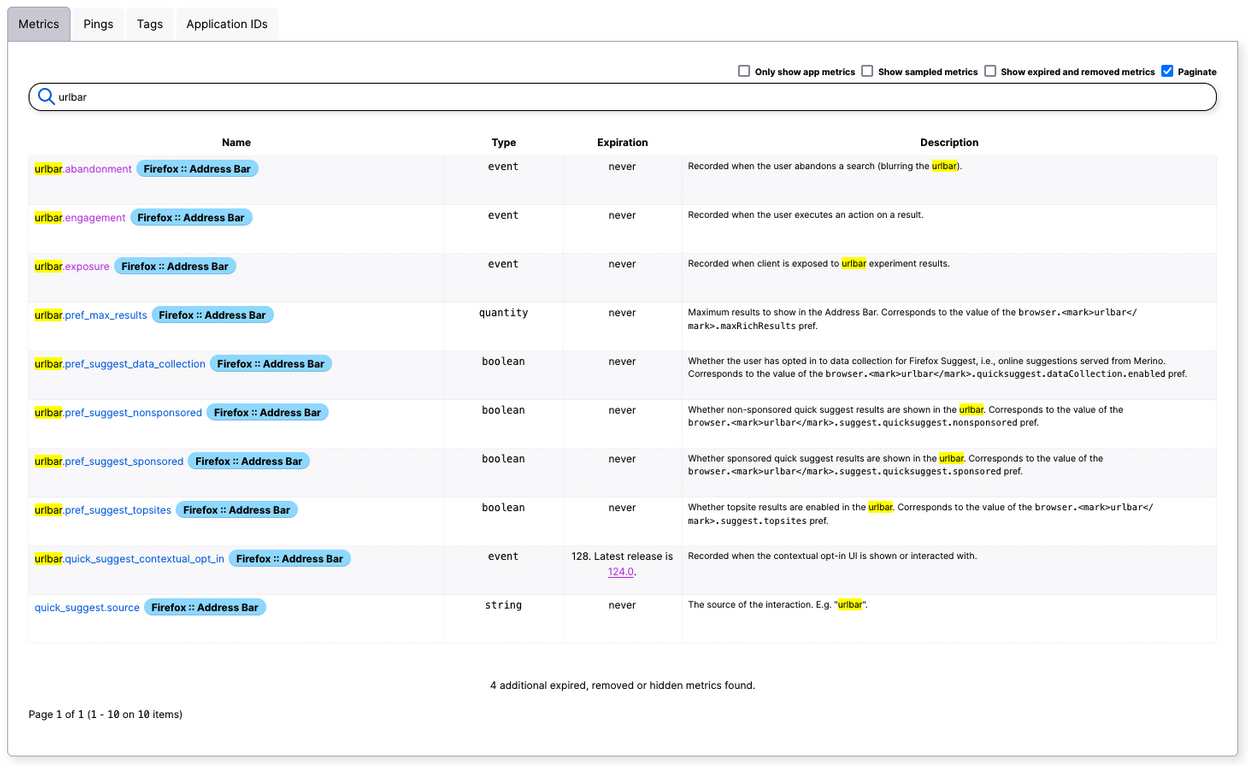 Metrics Pings Tags Application IDs
Only show app metrics Show sampled metrics Show expired and removed metrics Paginate
urlbar
Name Type Expiration Description
urlbar.abandonment Firefox :: Address Bar event never Recorded when the user abandons a search (blurring the urlbar).
urlbar.engagement Firefox :: Address Bar event never Recorded when the user executes an action on a result.
urlbar.exposure Firefox :: Address Bar event never Recorded when client is exposed to urlbar experiment results.
urlbar.pref_max_results Firefox :: Address Bar quantity never Maximum results to show in the Address Bar. Corresponds to the value of the browser.<mark>urlbar</
mark>.maxRichResults pref.
urlbar.pref_suggest_data_collection Firefox :: Address Bar boolean never Whether the user has opted in to data collection for Firefox Suggest, i.e., online suggestions served from Merino.
Corresponds to the value of the browser.<mark>urlbar</mark>.quicksuggest.dataCollection.enabled pref.
urlbar.pref_suggest_nonsponsored Firefox :: Address Bar boolean never Whether non-sponsored quick suggest results are shown in the urlbar. Corresponds to the value of the
browser.<mark>urlbar</mark>.suggest.quicksuggest.nonsponsored pref.
urlbar.pref_suggest_sponsored Firefox :: Address Bar boolean never Whether sponsored quick suggest results are shown in the urlbar. Corresponds to the value of the
browser.<mark>urlbar</mark>.suggest.quicksuggest.sponsored pref.
urlbar.pref_suggest_topsites Firefox :: Address Bar boolean never Whether topsite results are enabled in the urlbar. Corresponds to the value of the browser.<mark>urlbar</
mark>.suggest.topsites pref.
urlbar.quick_suggest_contextual_opt_in Firefox :: Address Bar event 128. Latest release is Recorded when the contextual opt-in UI is shown or interacted with.
124.0.
quick_suggest.source Firefox :: Address Bar string never The source of the interaction. E.g. "urlbar".
4 additional expired, removed or hidden metrics found.
Page 1 of 1 (1 - 10 on 10 items)